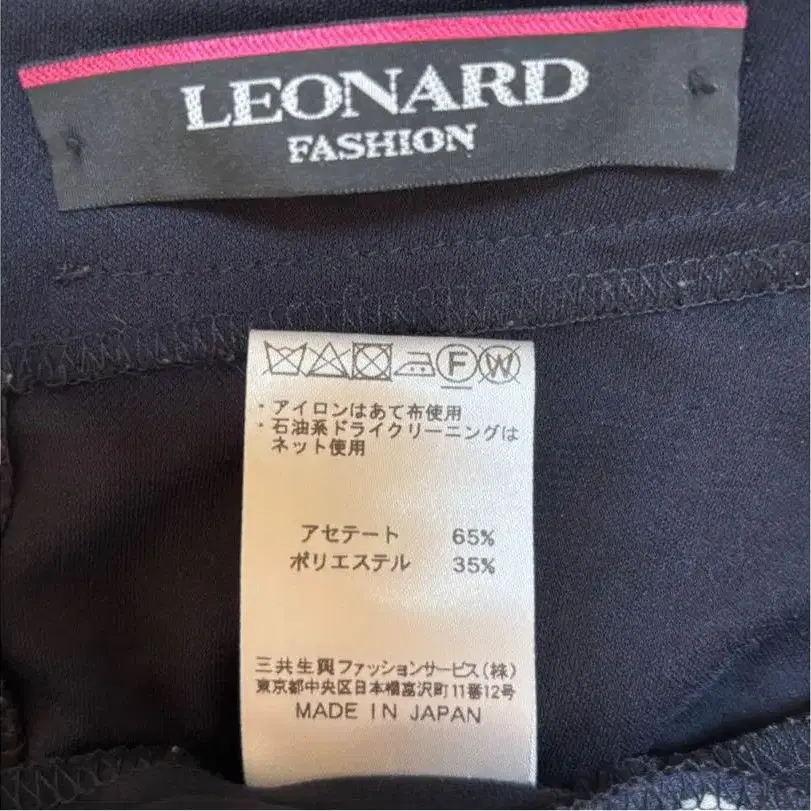 LEONARD
FASHION
F W
・アイロンはあて布使用
・石油系ドライクリーニングは
ネット使用
アセテート 65%
ポリエステル 35%
三共生興ファッションサービス(株)
東京都中央区日本橋富沢町11番12号
MADE IN JAPAN